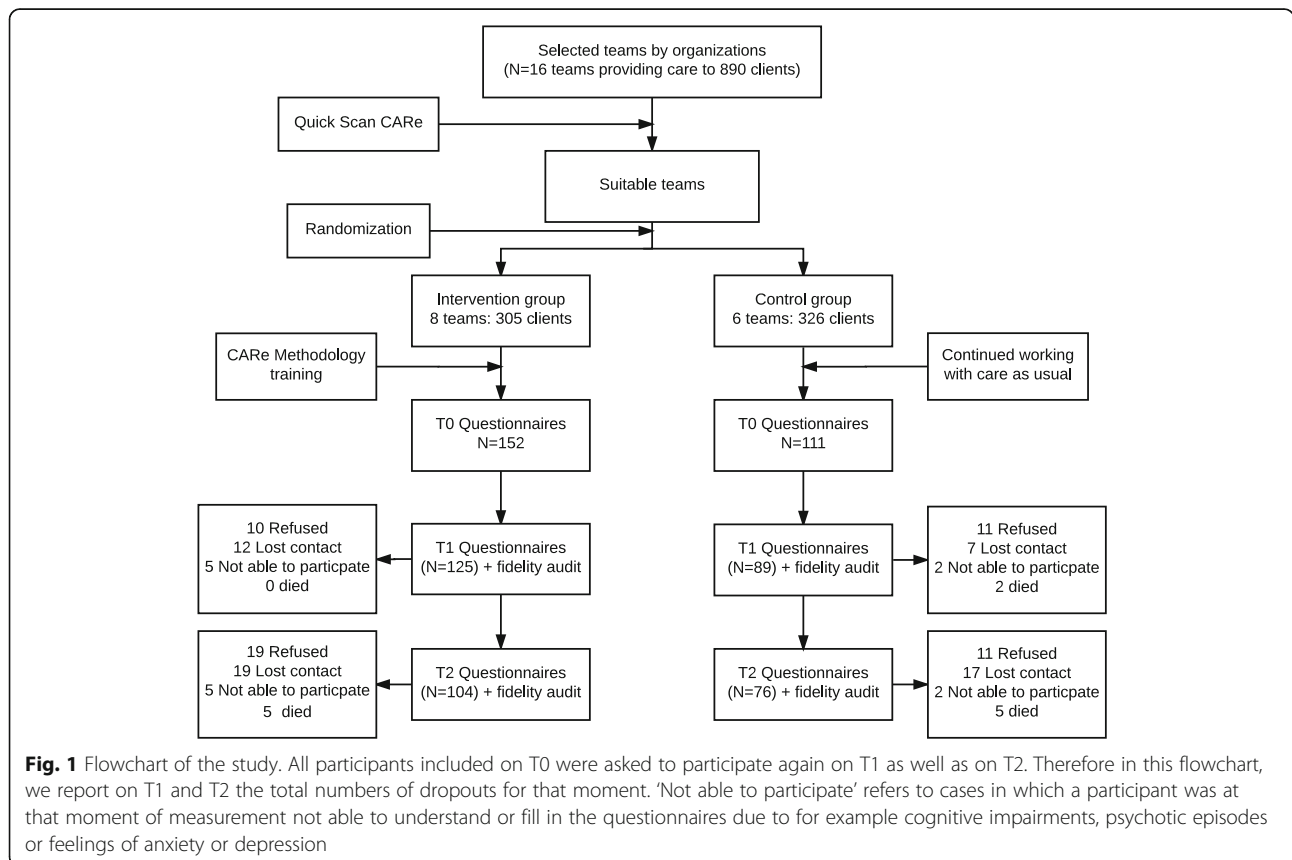 Selected teams by organizations
(N=16 teams providing care to 890 clients)
Quick Scan CARe
Suitable teams
Randomization
Intervention group
8 teams: 305 clients
Control group
6 teams: 326 clients
CARe Methodology
training
Continued working
with care as usual
T0 Questionnaires
N=152
T0 Questionnaires
N=111
10 Refused
12 Lost contact
5 Not able to particpate
0 died
T1 Questionnaires
(N=125) + fidelity audit
T1 Questionnaires
(N=89) + fidelity audit
11 Refused
7 Lost contact
2 Not able to particpate
2 died
19 Refused
19 Lost contact
5 Not able to particpate
5 died
T2 Questionnaires
(N=104) + fidelity audit
T2 Questionnaires
(N=76) + fidelity audit
11 Refused
17 Lost contact
2 Not able to particpate
5 died
Fig. 1 Flowchart of the study. All participants included on T0 were asked to participate again on T1 as well as on T2. Therefore in this flowchart,
we report on T1 and T2 the total numbers of dropouts for that moment. 'Not able to participate' refers to cases in which a participant was at
that moment of measurement not able to understand or fill in the questionnaires due to for example cognitive impairments, psychotic episodes
or feelings of anxiety or depression